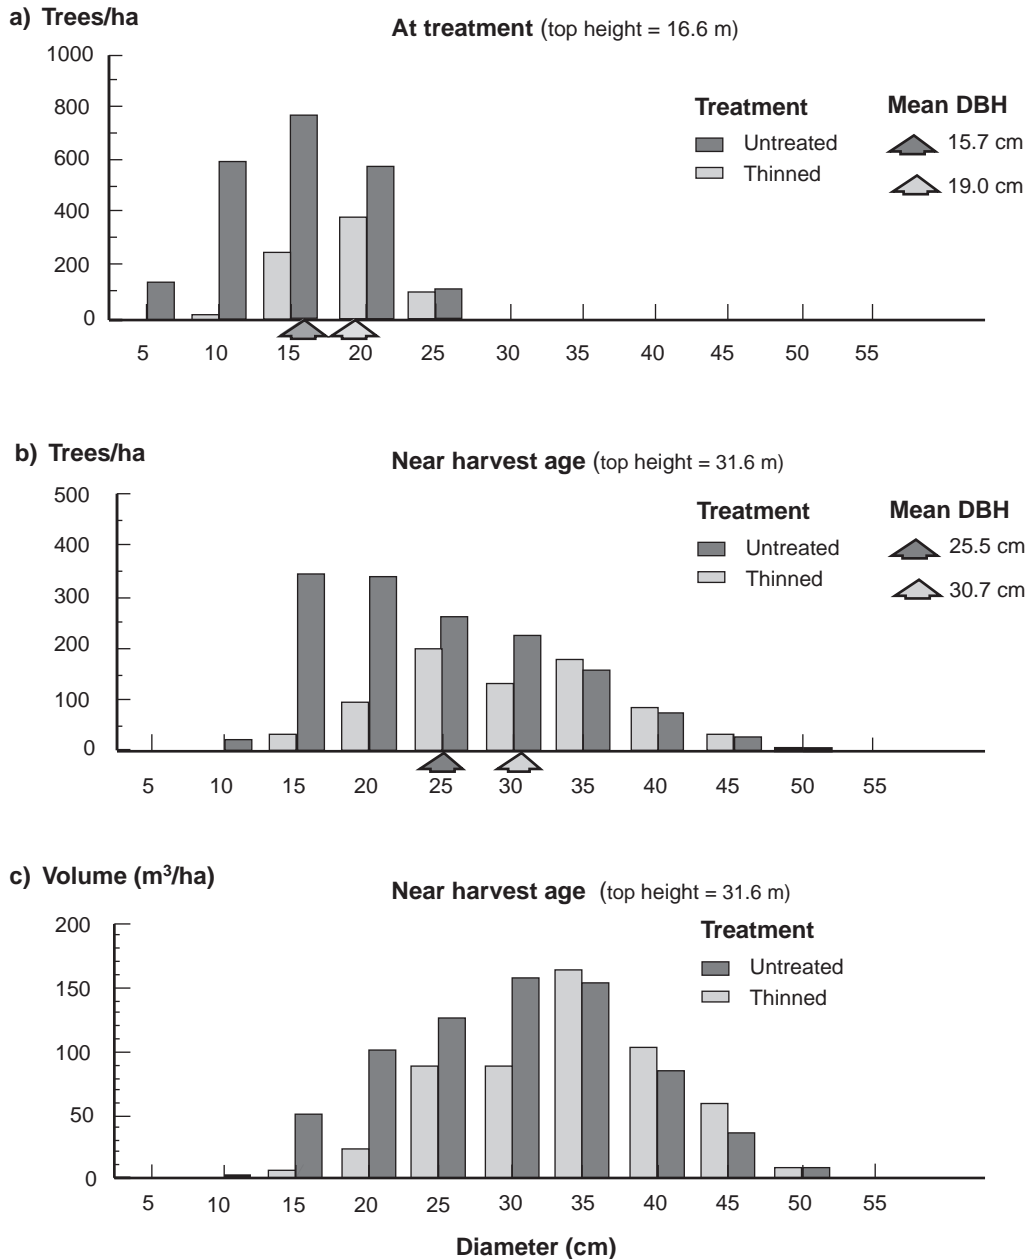 a) Trees/ha
At treatment (top height = 16.6 m)
1000
800
600
400
200
0
Treatment
Untreated
Thinned
Mean DBH
15.7 cm
19.0 cm
5 10 15 20 25 30 35 40 45 50 55
b) Trees/ha
Near harvest age (top height = 31.6 m)
500
400
300
200
100
0
Treatment
Untreated
Thinned
Mean DBH
25.5 cm
30.7 cm
5 10 15 20 25 30 35 40 45 50 55
c) Volume (m³/ha)
Near harvest age (top height = 31.6 m)
200
150
100
50
0
Treatment
Untreated
Thinned
5 10 15 20 25 30 35 40 45 50 55
Diameter (cm)